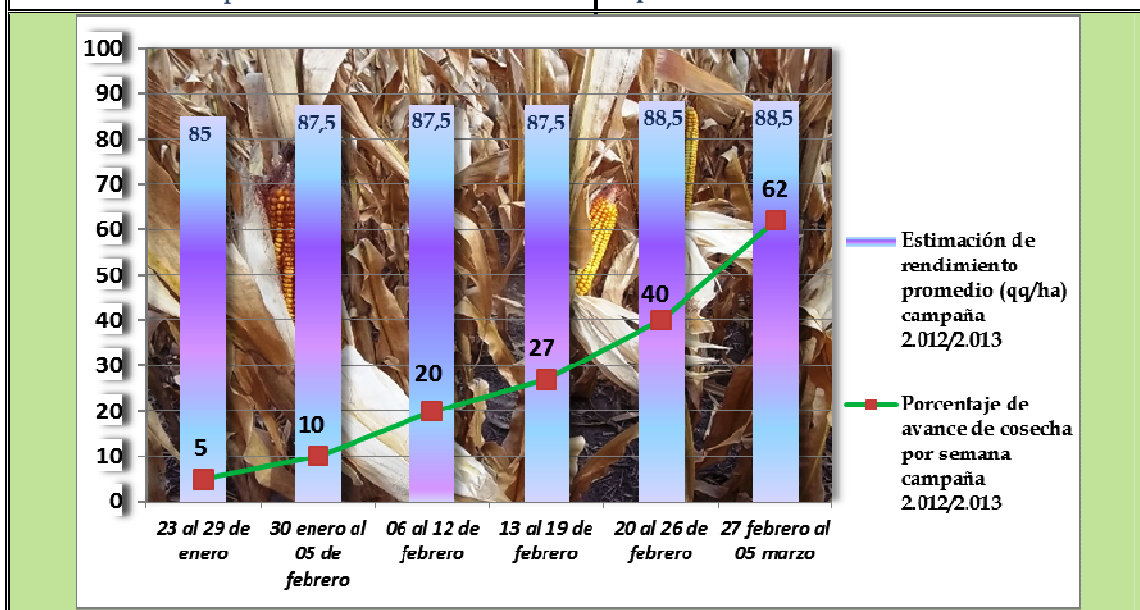 100
90
80
70
60
50
40
30
20
10
0
85
87,5
87,5
87,5
88,5
88,5
5
10
20
27
40
62
23 al 29 de
enero
30 enero al
05 de
febrero
06 al 12 de
febrero
13 al 19 de
febrero
20 al 26 de
febrero
27 febrero al
05 marzo
Estimación de
rendimiento
promedio (qq/ha)
campaña
2.012/2.013
Porcentaje de
avance de cosecha
por semana
campaña
2.012/2.013